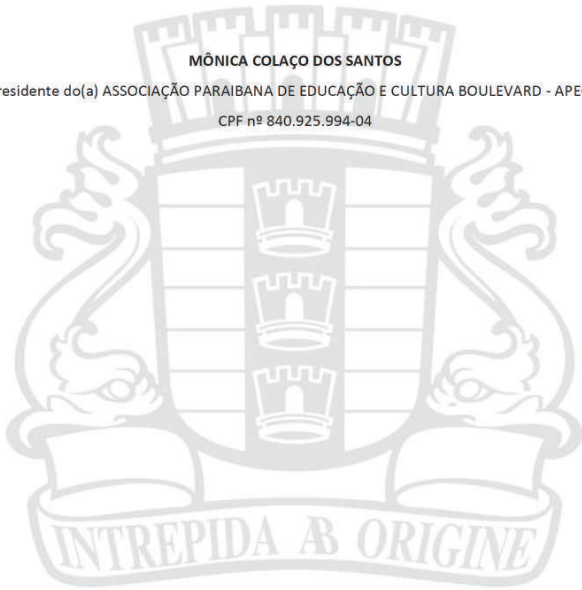 MÔNICA COLAÇO DOS SANTOS
residente do(a) ASSOCIAÇÃO PARAIBANA DE EDUCAÇÃO E CULTURA BOULEVARD - APE
CPF nº 840.925.994-04
INTREPIDA AB ORIGINE